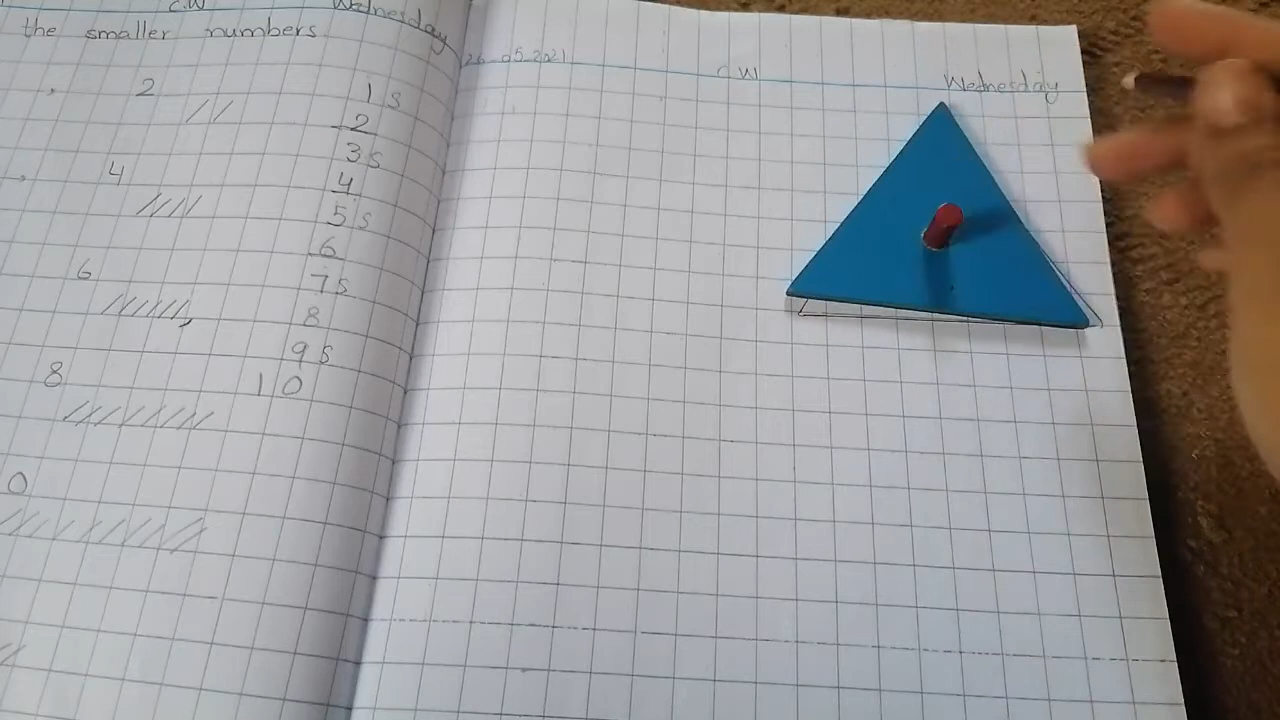 C.W Wednesday
the smaller numbers
2 1 s
2
3 s
4 4
5 s
6 6
7 s
8
9 s
8 10
0
26 05 2021 C.W Wednesday